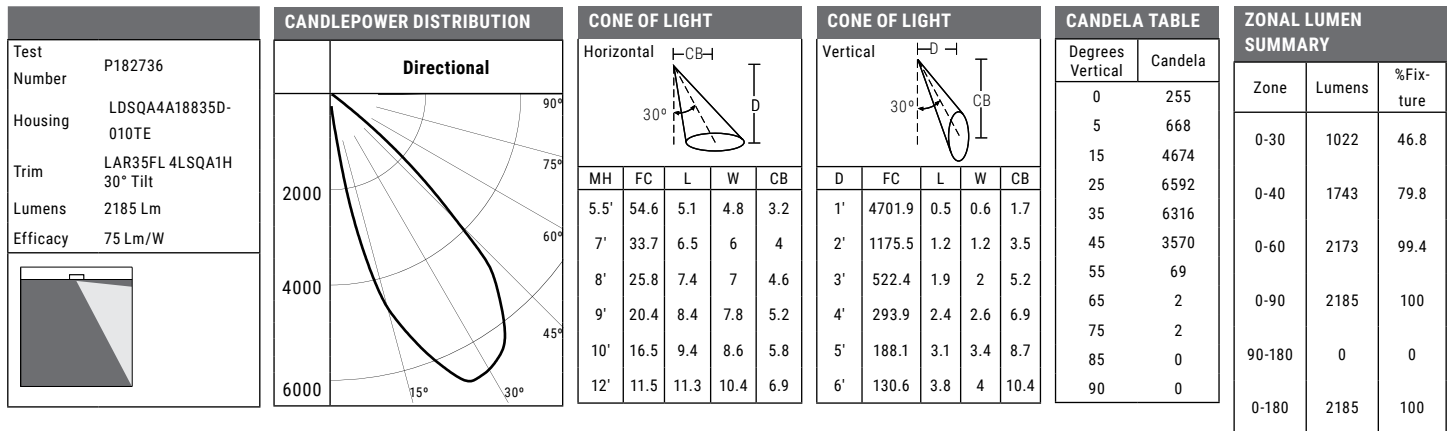 Test Number P182736
Housing LDSQA4A18835D-010TE
Trim LAR35FL 4LSQA1H 30° Tilt
Lumens 2185 Lm
Efficacy 75 Lm/W
CANDLEPOWER DISTRIBUTION
Directional
90º
75º
2000
60º
4000
45º
6000
15º
30º
CONE OF LIGHT
Horizontal
CB
D
30º
MH FC L W CB
5.5' 54.6 5.1 4.8 3.2
7' 33.7 6.5 6 4
8' 25.8 7.4 7 4.6
9' 20.4 8.4 7.8 5.2
10' 16.5 9.4 8.6 5.8
12' 11.5 11.3 10.4 6.9
CONE OF LIGHT
Vertical
D
30º
CB
D FC L W CB
1' 4701.9 0.5 0.6 1.7
2' 1175.5 1.2 1.2 3.5
3' 522.4 1.9 2 5.2
4' 293.9 2.4 2.6 6.9
5' 188.1 3.1 3.4 8.7
6' 130.6 3.8 4 10.4
CANDELA TABLE
Degrees Vertical Candela
0 255
5 668
15 4674
25 6592
35 6316
45 3570
55 69
65 2
75 2
85 0
90 0
ZONAL LUMEN
SUMMARY
Zone Lumens %Fix-ture
0-30 1022 46.8
0-40 1743 79.8
0-60 2173 99.4
0-90 2185 100
90-180 0 0
0-180 2185 100